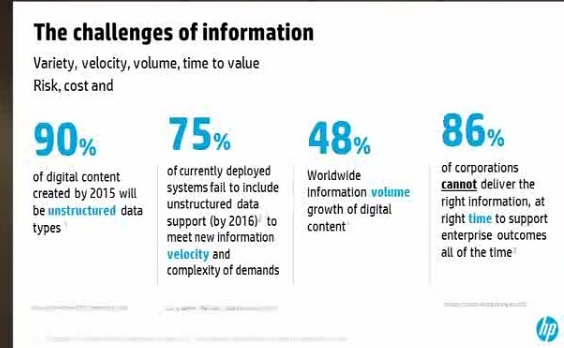 The challenges of information
Variety, velocity, volume, time to value
Risk, cost and
90%
of digital content
created by 2015 will
be unstructured data
types
75%
of currently deployed
systems fail to include
unstructured data
support (by 2016) to
meet new information
velocity and
complexity of demands
48%
Worldwide
Information volume
growth of digital
content
86%
of corporations
cannot deliver the
right information, at
right time to support
enterprise outcomes
all of the time
hp